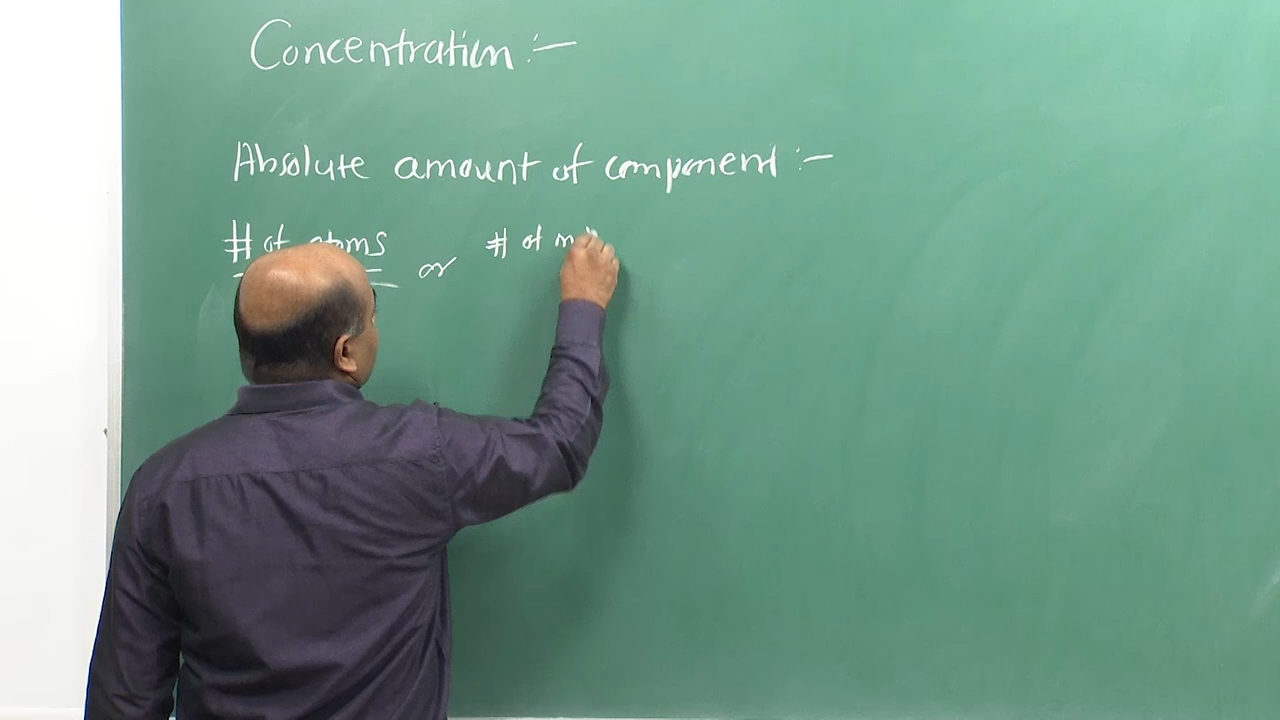 Concentration :-
Absolute amount of component :-
# of atoms or # of